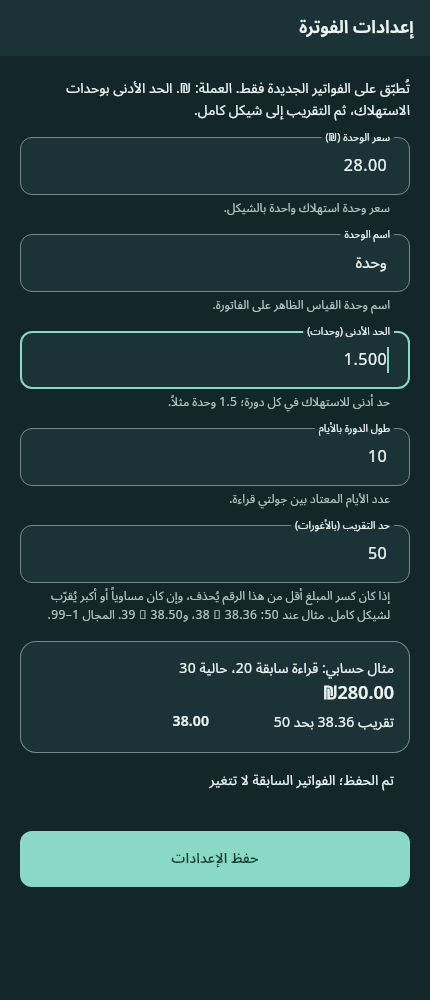 إعدادات الفوترة
تُطبّق على الفواتير الجديدة فقط. العملة: ₪. الحد الأدنى بوحدات
الاستهلاك، ثم التقريب إلى شيكل كامل.
سعر الوحدة (₪)
28.00
سعر وحدة استهلاك واحدة بالشيكل.
اسم الوحدة
وحدة
اسم وحدة القياس الظاهر على الفاتورة.
الحد الأدنى (وحدات)
1.500
حد أدنى للاستهلاك في كل دورة؛ 1.5 وحدة مثلاً.
طول الدورة بالأيام
10
عدد الأيام المعتاد بين جولتي قراءة.
حد التقريب (بالأغورات)
50
إذا كان كسر المبلغ أقل من هذا الرقم يُحذف، وإن كان مساوياً أو أكبر يُقرّب
لشيكل كامل. مثال عند 50: 38.36 ▯ 38، و38.50 ▯ 39. المجال 1–99.
مثال حسابي: قراءة سابقة 20، حالية 30
₪280.00
تقريب 38.36 بحد 50
38.00
تم الحفظ؛ الفواتير السابقة لا تتغير
حفظ الإعدادات